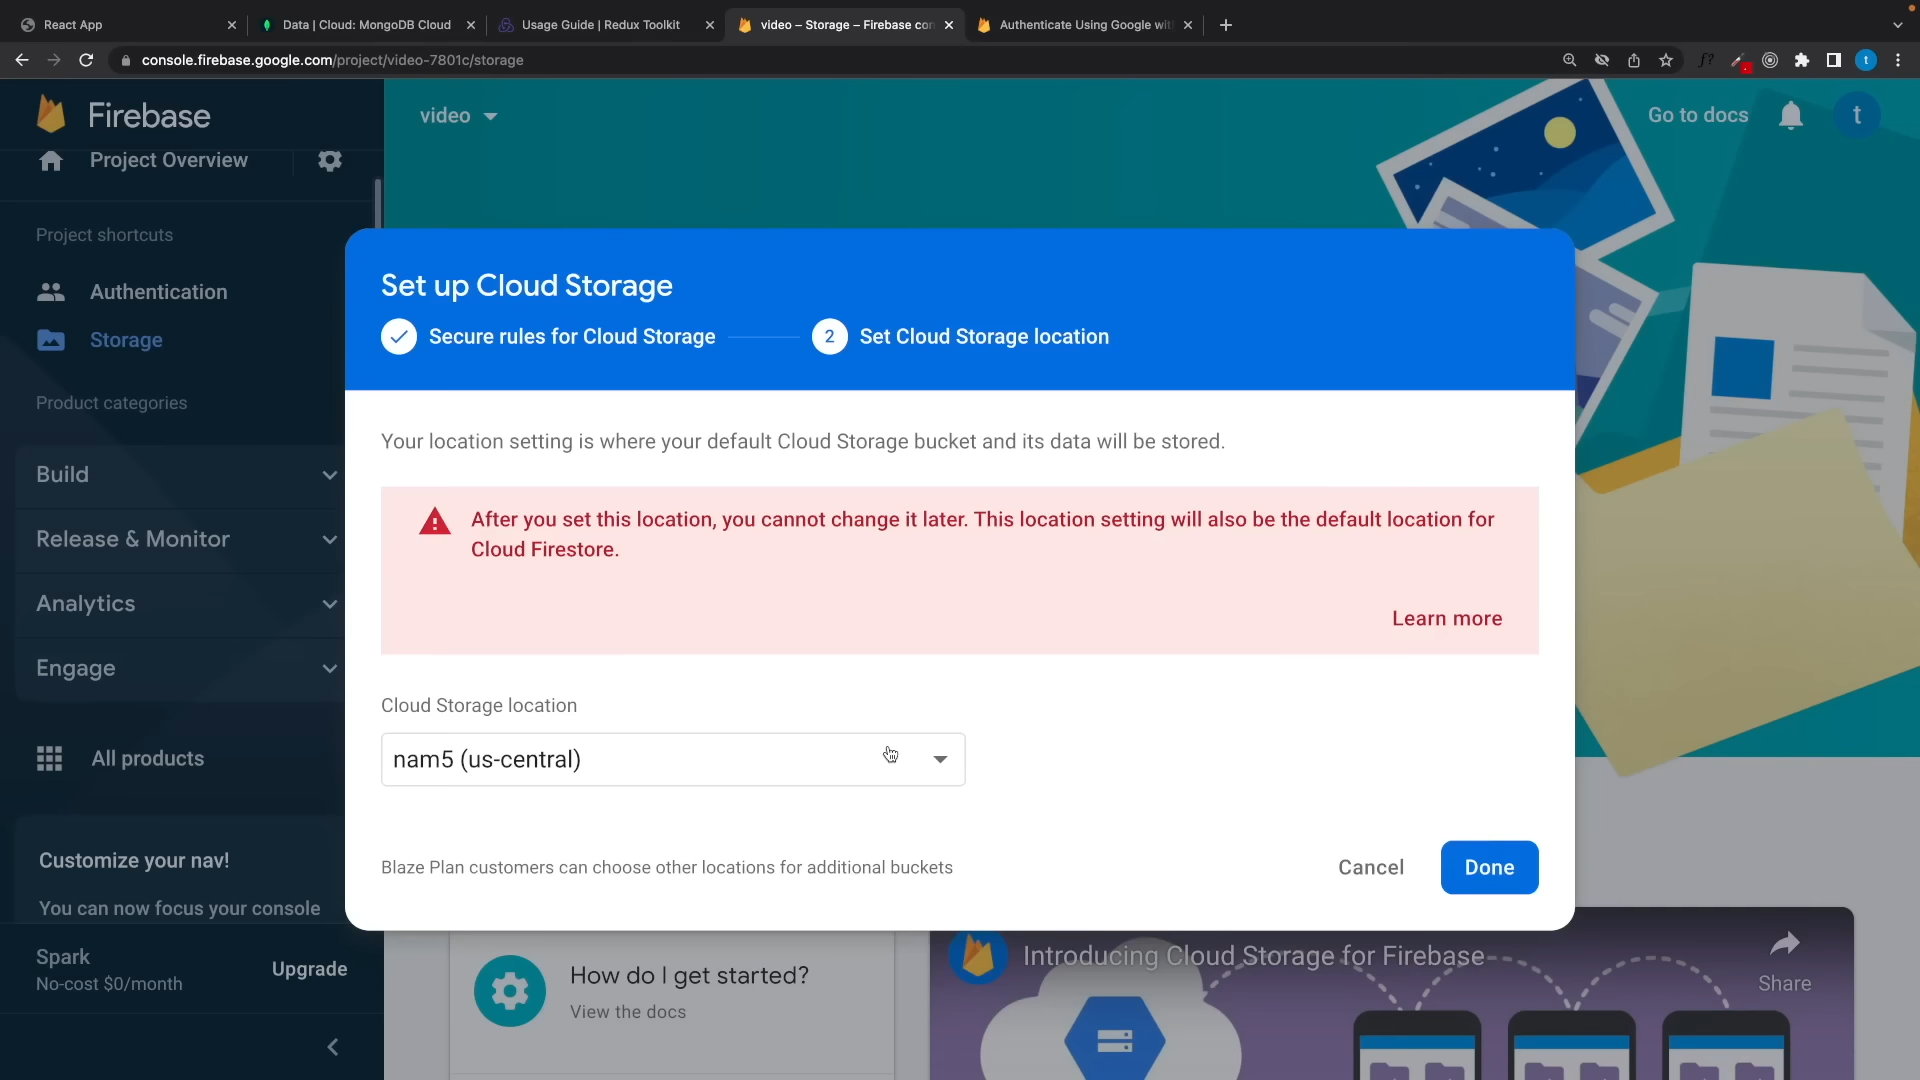 React App
Data | Cloud: MongoDB Cloud
Usage Guide | Redux Toolkit
video – Storage – Firebase con
Authenticate Using Google wit
console.firebase.google.com/project/video-7801c/storage
f?
t
Firebase
video
Go to docs
t
Project Overview
Project shortcuts
Authentication
Storage
Product categories
Build
Release & Monitor
Analytics
Engage
All products
Customize your nav!
You can now focus your console
Spark
No-cost $0/month
Upgrade
Set up Cloud Storage
Secure rules for Cloud Storage
2
Set Cloud Storage location
Your location setting is where your default Cloud Storage bucket and its data will be stored.
After you set this location, you cannot change it later. This location setting will also be the default location for
Cloud Firestore.
Learn more
Cloud Storage location
nam5 (us-central)
Blaze Plan customers can choose other locations for additional buckets
Cancel
Done
How do I get started?
View the docs
Introducing Cloud Storage for Firebase
Share